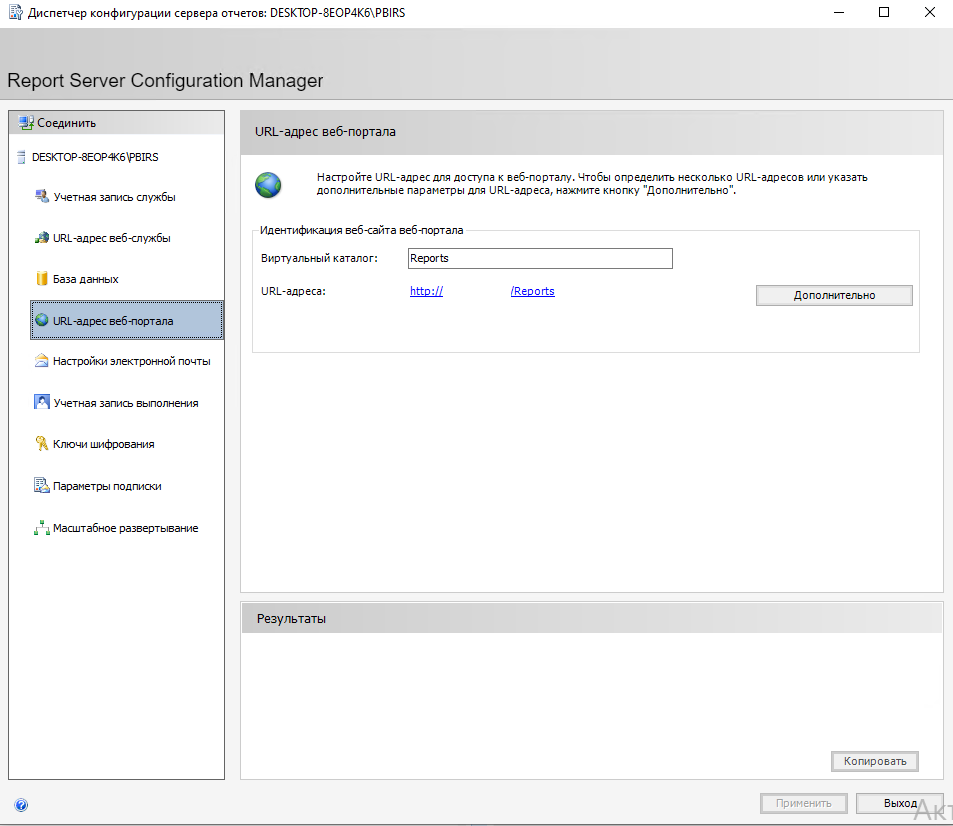 Диспетчер конфигурации сервера отчетов: DESKTOP-8EOP4K6\PBIRS
Report Server Configuration Manager
Соединить
DESKTOP-8EOP4K6\PBIRS
Учетная запись службы
URL-адрес веб-службы
База данных
URL-адрес веб-портала
Настройки электронной почты
Учетная запись выполнения
Ключи шифрования
Параметры подписки
Масштабное развертывание
URL-адрес веб-портала
Настройте URL-адрес для доступа к веб-порталу. Чтобы определить несколько URL-адресов или указать
дополнительные параметры для URL-адреса, нажмите кнопку "Дополнительно".
Идентификация веб-сайта веб-портала
Виртуальный каталог: Reports
URL-адреса: http:// /Reports
Дополнительно
Результаты
Копировать
Применить Выход